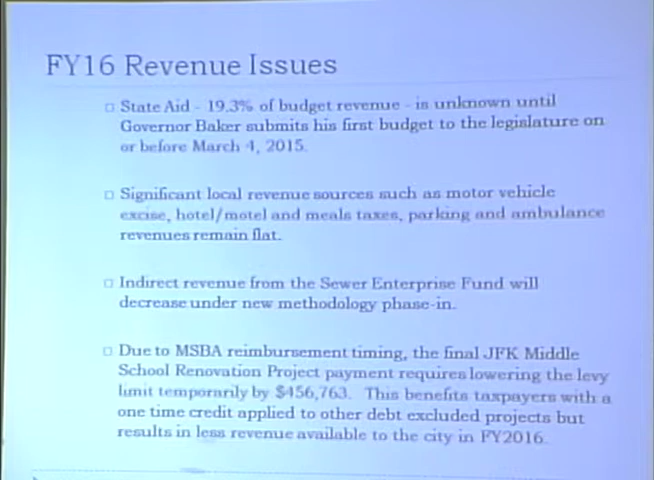 FY16 Revenue Issues
State Aid - 19.3% of budget revenue - is unknown until
Governor Baker submits his first budget to the legislature on
or before March 4, 2015.
Significant local revenue sources such as motor vehicle
excise, hotel/motel and meals taxes, parking and ambulance
revenues remain flat.
Indirect revenue from the Sewer Enterprise Fund will
decrease under new methodology phase-in.
Due to MSBA reimbursement timing, the final JFK Middle
School Renovation Project payment requires lowering the levy
limit temporarily by $456,763. This benefits taxpayers with a
one time credit applied to other debt excluded projects but
results in less revenue available to the city in FY2016.